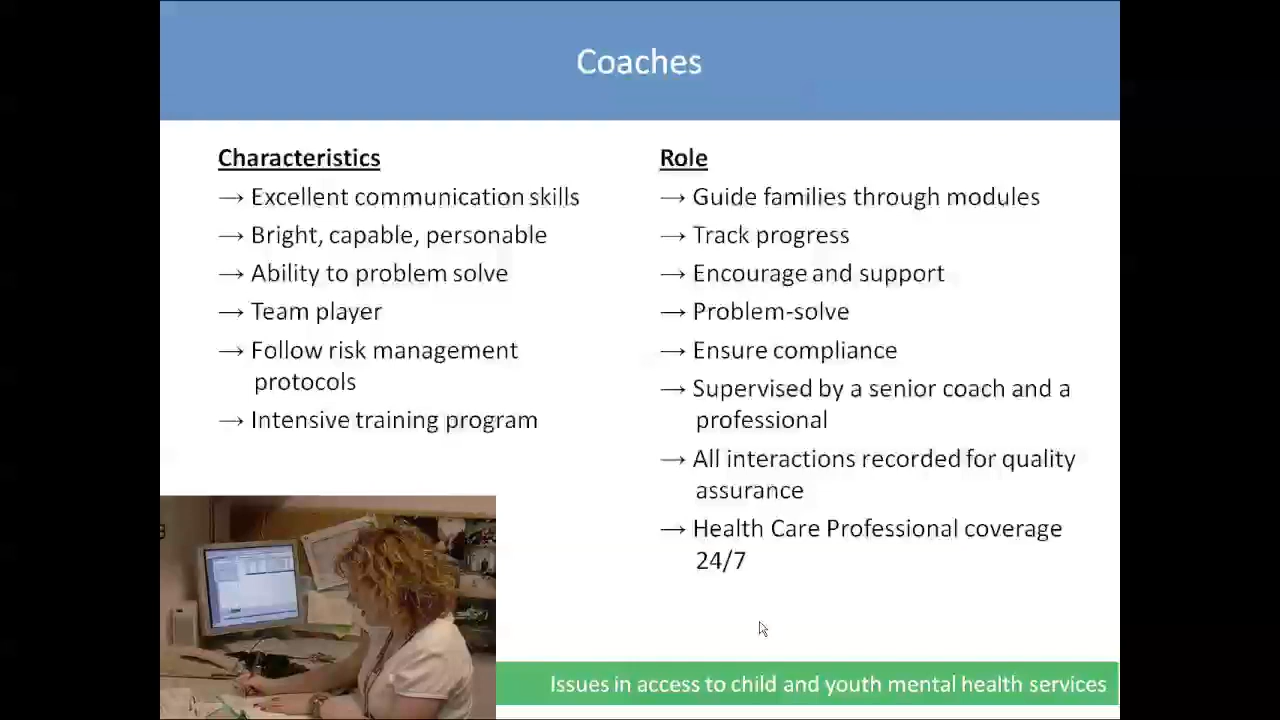 Coaches
Characteristics
→ Excellent communication skills
→ Bright, capable, personable
→ Ability to problem solve
→ Team player
→ Follow risk management
protocols
→ Intensive training program
Role
→ Guide families through modules
→ Track progress
→ Encourage and support
→ Problem-solve
→ Ensure compliance
→ Supervised by a senior coach and a
professional
→ All interactions recorded for quality
assurance
→ Health Care Professional coverage
24/7
Issues in access to child and youth mental health services